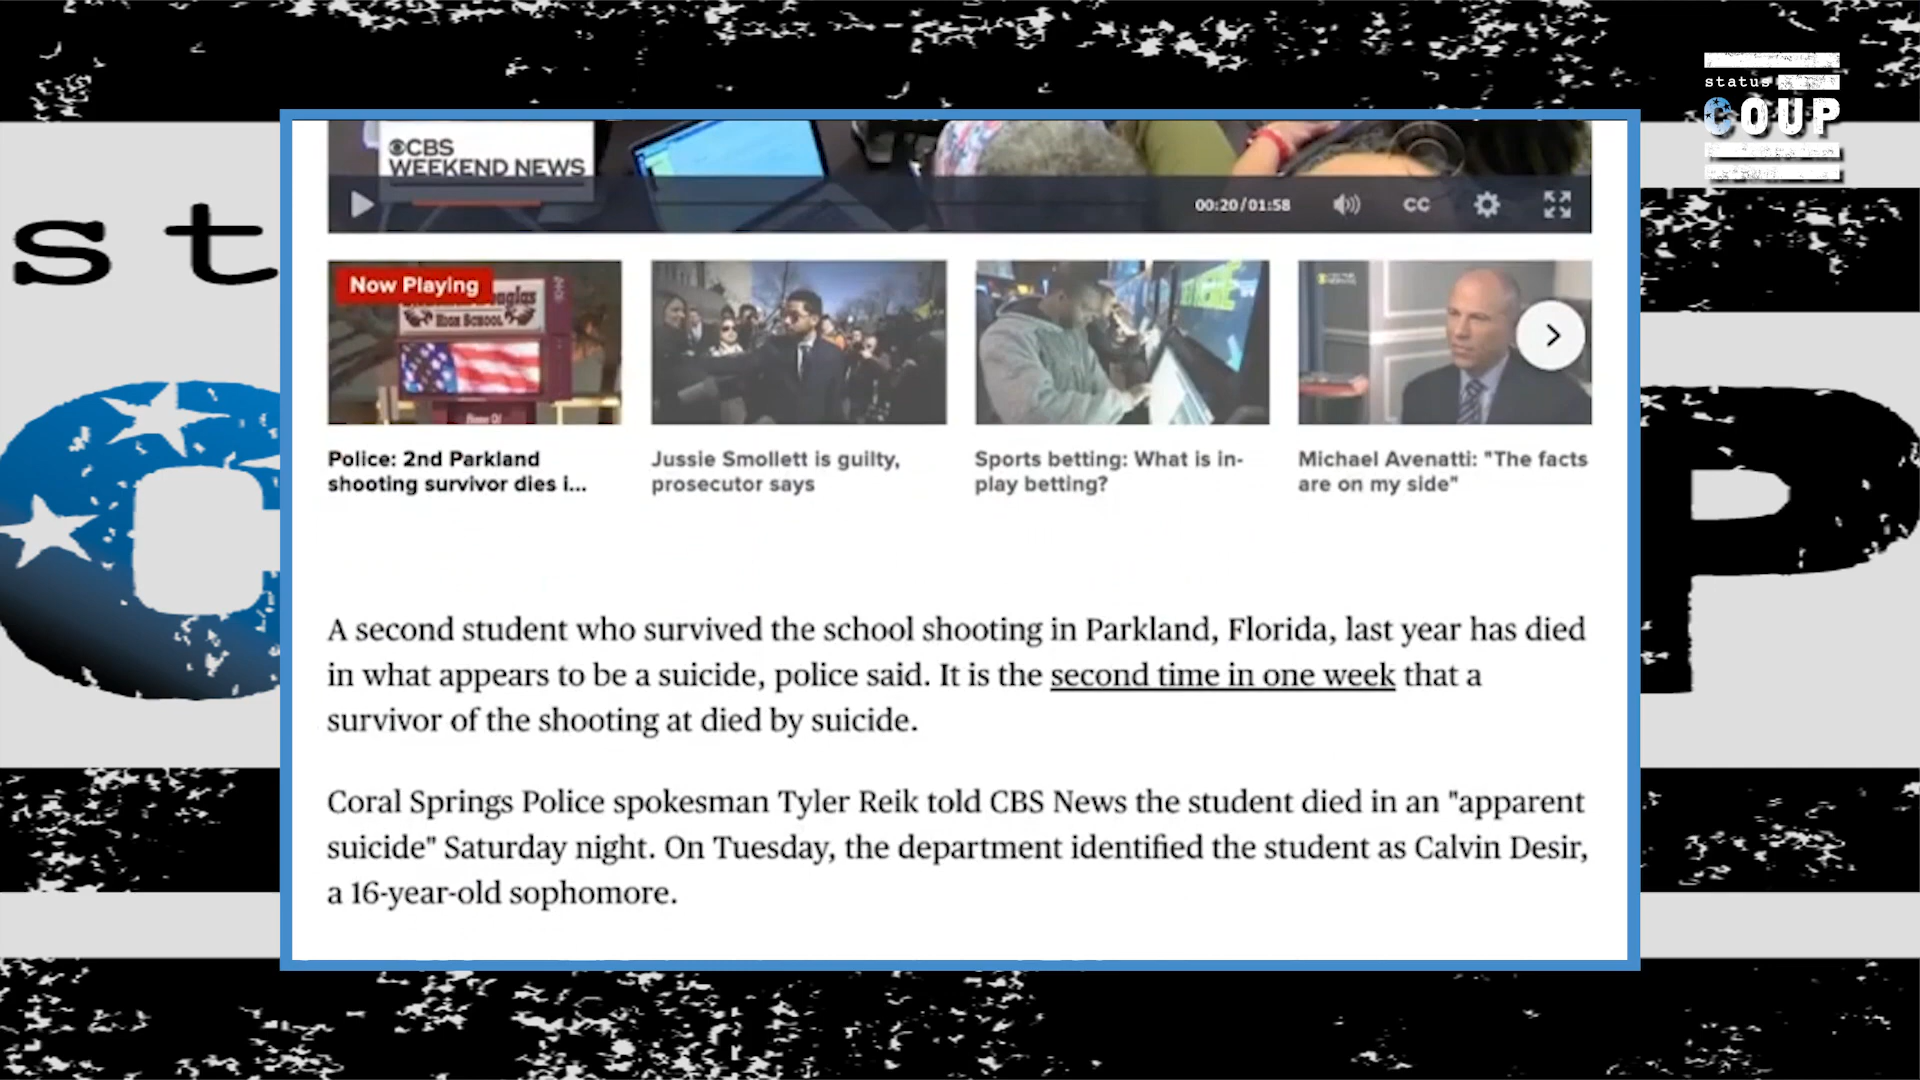 status
COUP
st
C
P
CBS
WEEKEND NEWS
00:20/01:58
CC
Now Playing
HIGH SCHOOL
Police: 2nd Parkland
shooting survivor dies i...
Jussie Smollett is guilty,
prosecutor says
Sports betting: What is in-
play betting?
Michael Avenatti: "The facts
are on my side"
A second student who survived the school shooting in Parkland, Florida, last year has died
in what appears to be a suicide, police said. It is the second time in one week that a
survivor of the shooting at died by suicide.
Coral Springs Police spokesman Tyler Reik told CBS News the student died in an "apparent
suicide" Saturday night. On Tuesday, the department identified the student as Calvin Desir,
a 16-year-old sophomore.